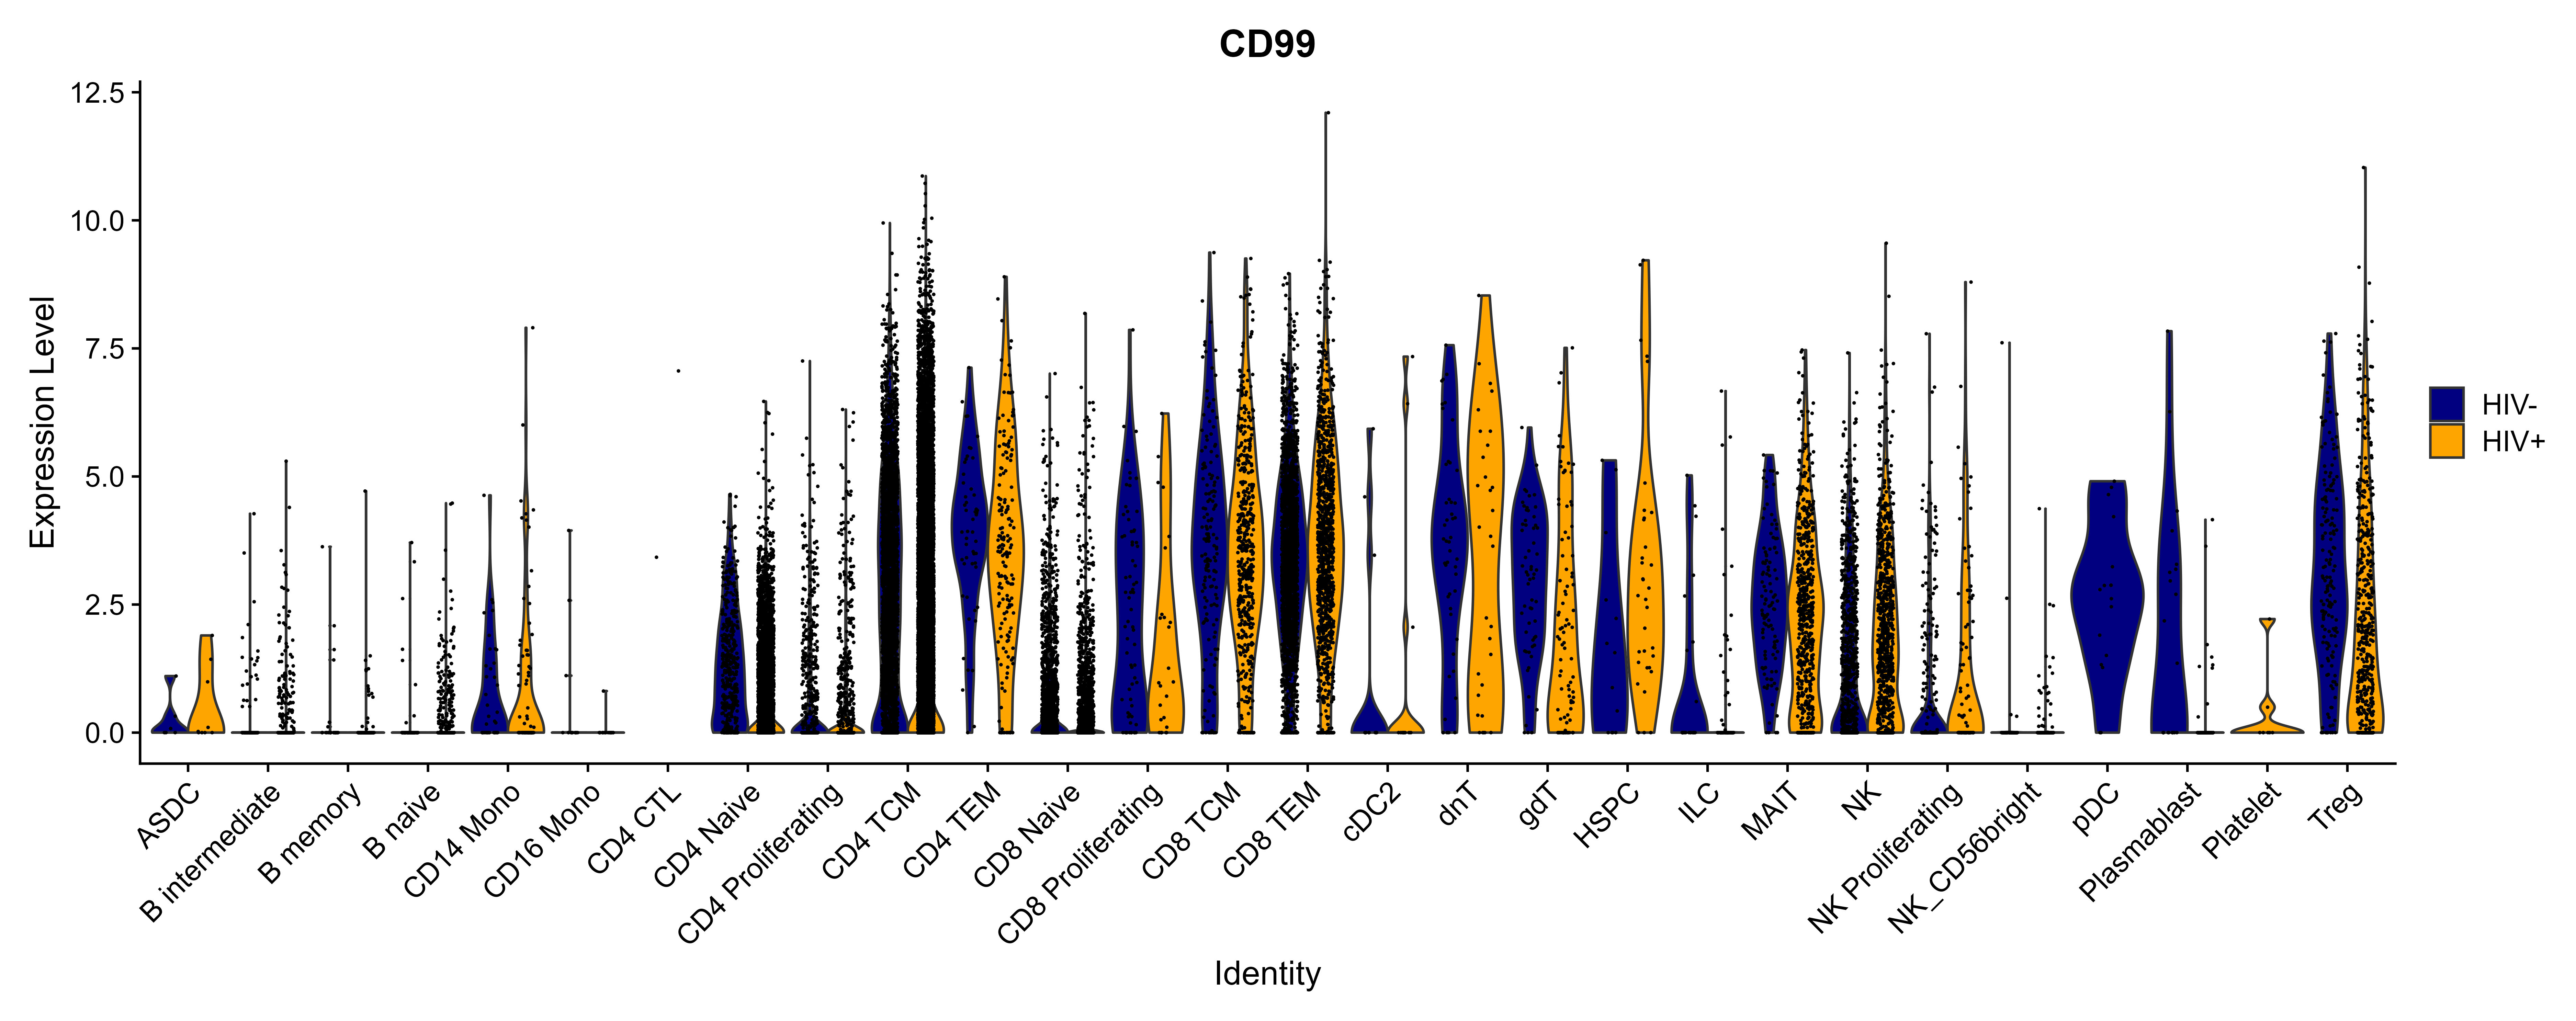 CD99
Expression Level
12.5
10.0
7.5
5.0
2.5
0.0
HIV-
HIV+
ASDC
B intermediate
B memory
B naive
CD14 Mono
CD16 Mono
CD4 CTL
CD4 Naive
CD4 Proliferating
CD4 TCM
CD4 TEM
CD8 Naive
CD8 Proliferating
CD8 TCM
CD8 TEM
cDC2
dnT
gdT
HSPC
ILC
MAIT
NK
NK Proliferating
NK_CD56bright
pDC
Plasmablast
Platelet
Treg
Identity